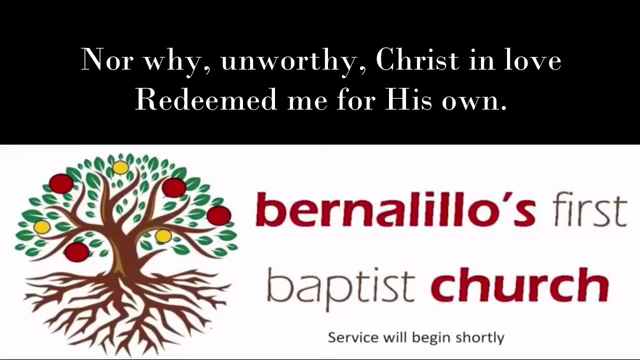 Nor why, unworthy, Christ in love
Redeemed me for His own.
bernalillo's first
baptist church
Service will begin shortly